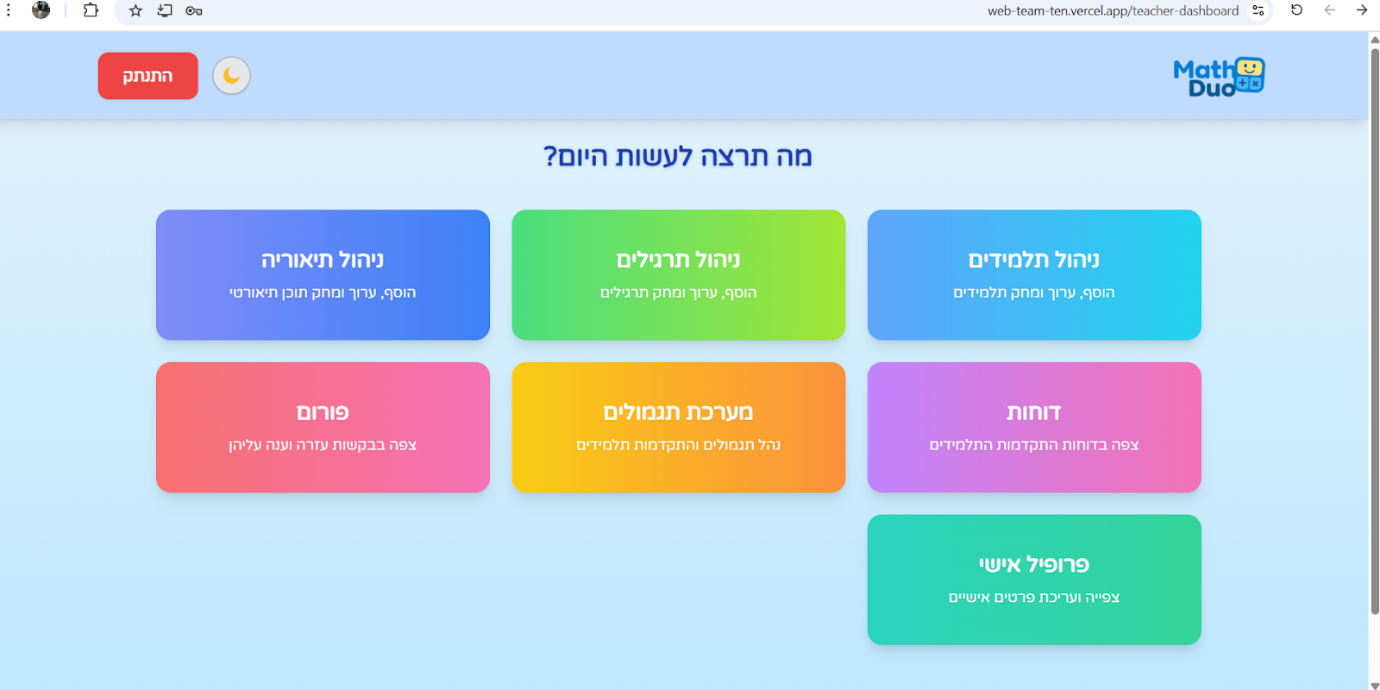 web-team-ten.vercel.app/teacher-dashboard
Math
Duo
התנתק
מה תרצה לעשות היום?
ניהול תלמידים
הוסף, ערוך ומחק תלמידים
ניהול תרגילים
הוסף, ערוך ומחק תרגילים
ניהול תיאוריה
הוסף, ערוך ומחק תוכן תיאורטי
דוחות
צפה בדוחות התקדמות התלמידים
מערכת תגמולים
נהל תגמולים והתקדמות תלמידים
פורום
צפה בבקשות עזרה וענה עליהן
פרופיל אישי
צפייה ועריכת פרטים אישיים